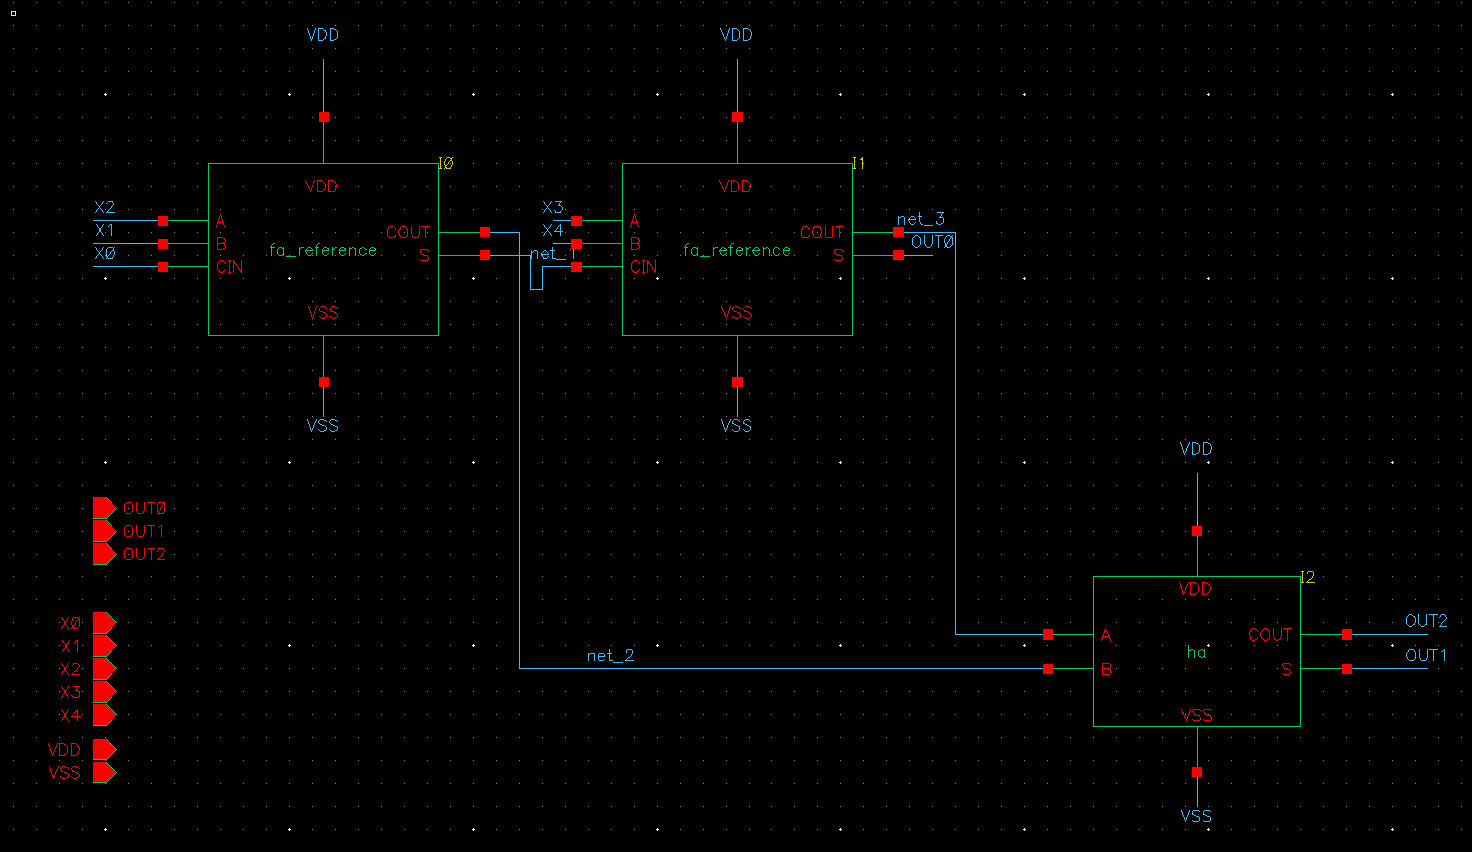 VDD
VDD
I0
I1
VDD
VDD
X2
A
X1
B
X0
CIN
COUT
S
fa_reference
VSS
VSS
net_1
X3
A
X4
B
CIN
COUT
S
fa_reference
VSS
VSS
net_3
OUT0
VDD
I2
VDD
A
B
ha
COUT
S
OUT2
OUT1
VSS
VSS
net_2
OUT0
OUT1
OUT2
X0
X1
X2
X3
X4
VDD
VSS